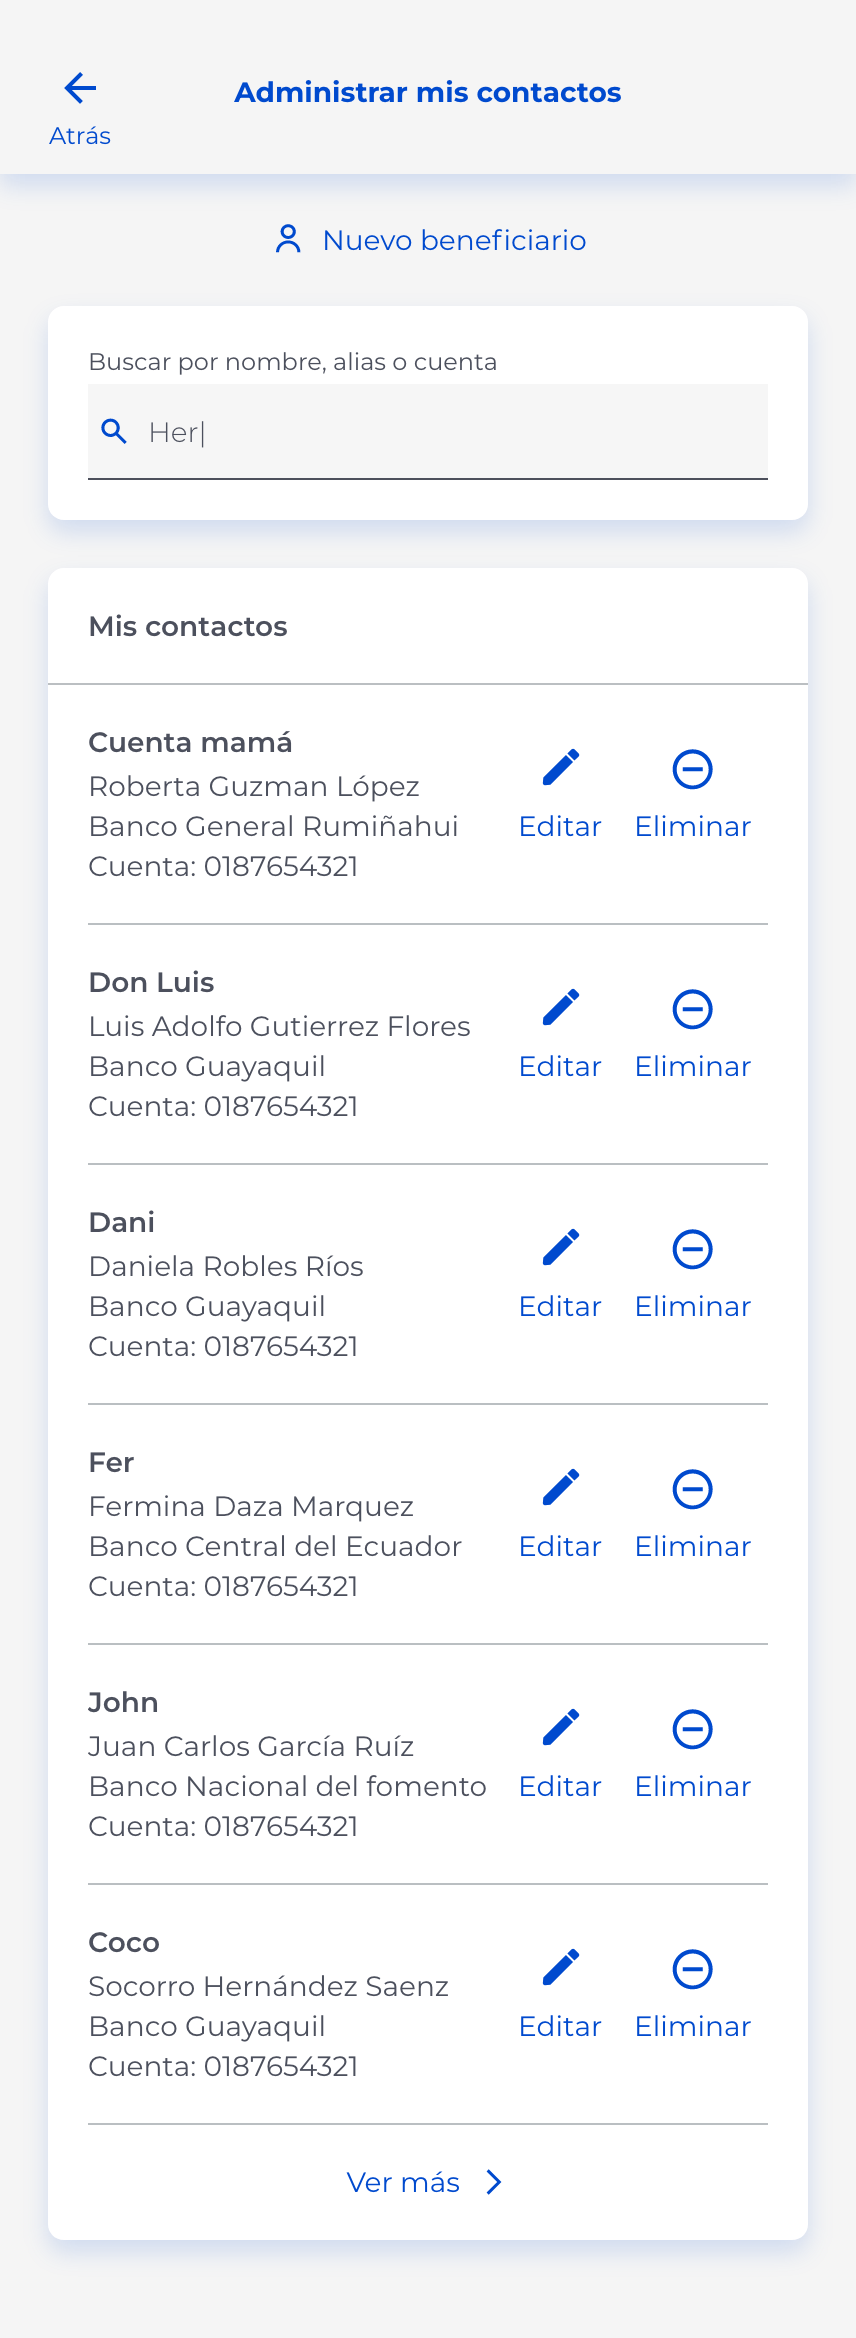 Administrar mis contactos
Atrás
Nuevo beneficiario
Buscar por nombre, alias o cuenta
Her|
Mis contactos
Cuenta mamá
Roberta Guzman López
Banco General Rumiñahui
Cuenta: 0187654321
Editar
Eliminar
Don Luis
Luis Adolfo Gutierrez Flores
Banco Guayaquil
Cuenta: 0187654321
Editar
Eliminar
Dani
Daniela Robles Ríos
Banco Guayaquil
Cuenta: 0187654321
Editar
Eliminar
Fer
Fermina Daza Marquez
Banco Central del Ecuador
Cuenta: 0187654321
Editar
Eliminar
John
Juan Carlos García Ruíz
Banco Nacional del fomento
Cuenta: 0187654321
Editar
Eliminar
Coco
Socorro Hernández Saenz
Banco Guayaquil
Cuenta: 0187654321
Editar
Eliminar
Ver más